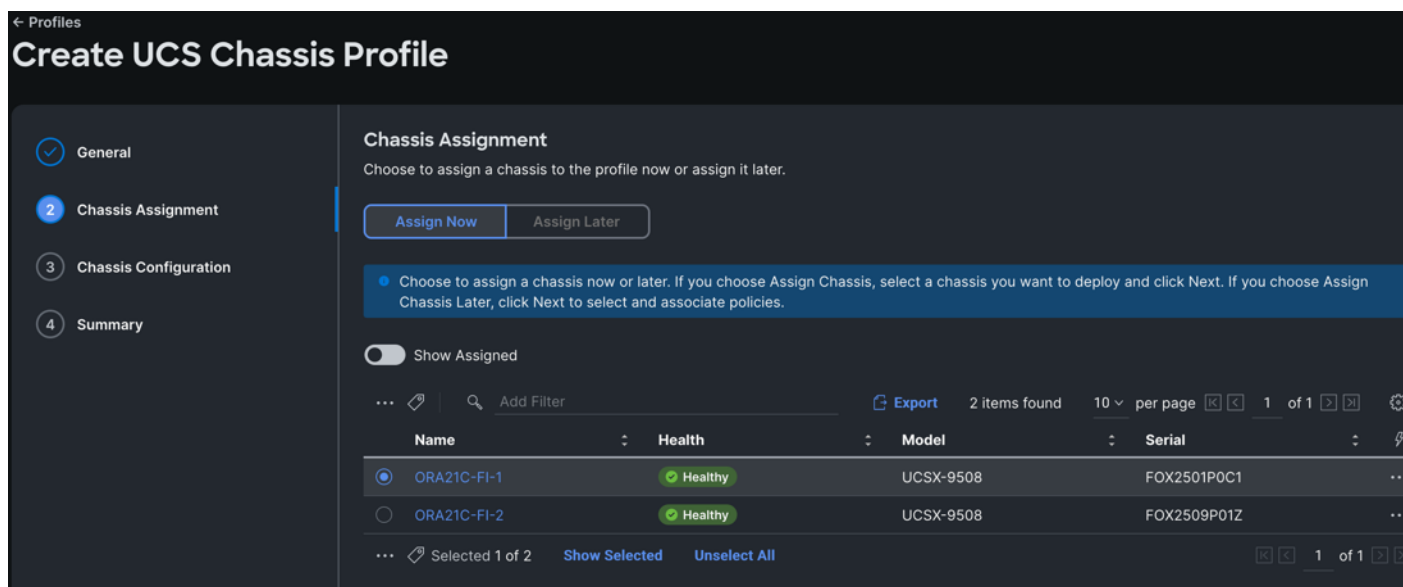 ← Profiles
Create UCS Chassis Profile
General
2 Chassis Assignment
3 Chassis Configuration
4 Summary
Chassis Assignment
Choose to assign a chassis to the profile now or assign it later.
Assign Now Assign Later
Choose to assign a chassis now or later. If you choose Assign Chassis, select a chassis you want to deploy and click Next. If you choose Assign
Chassis Later, click Next to select and associate policies.
Show Assigned
... Add Filter Export 2 items found 10 per page 1 of 1
Name Health Model Serial
ORA21C-FI-1 Healthy UCSX-9508 FOX2501P0C1 ...
ORA21C-FI-2 Healthy UCSX-9508 FOX2509P01Z ...
... Selected 1 of 2 Show Selected Unselect All 1 of 1